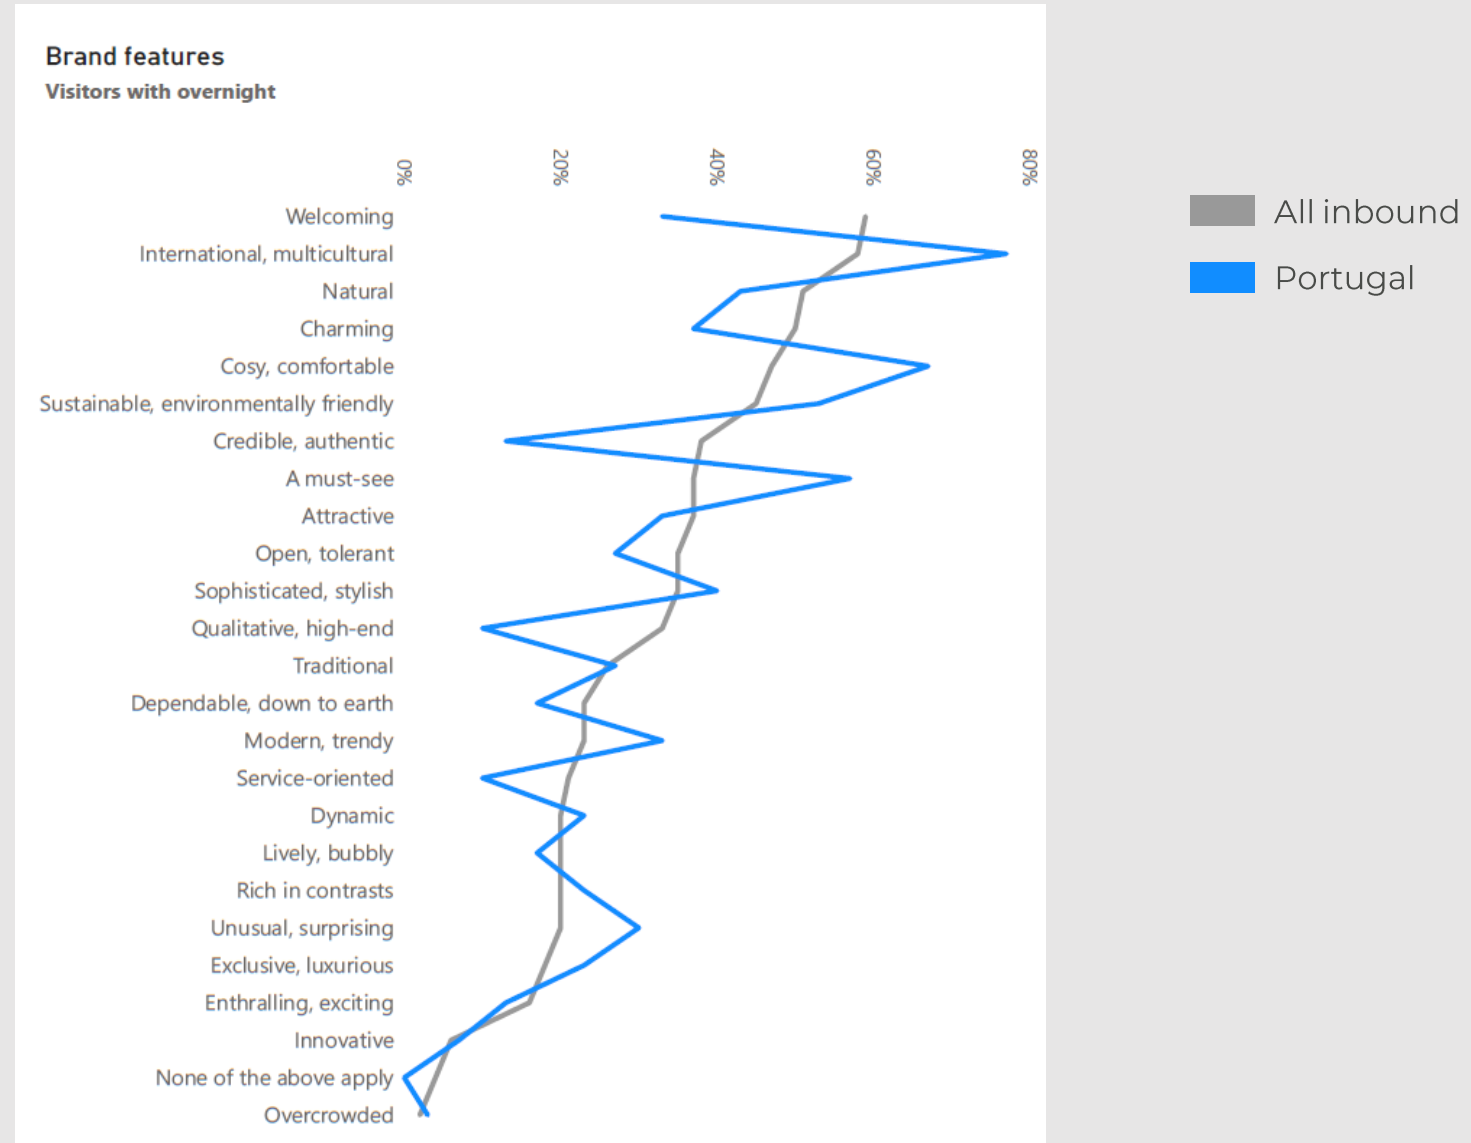 Brand features
Visitors with overnight
0%
20%
40%
60%
80%
Welcoming
International, multicultural
Natural
Charming
Cosy, comfortable
Sustainable, environmentally friendly
Credible, authentic
A must-see
Attractive
Open, tolerant
Sophisticated, stylish
Qualitative, high-end
Traditional
Dependable, down to earth
Modern, trendy
Service-oriented
Dynamic
Lively, bubbly
Rich in contrasts
Unusual, surprising
Exclusive, luxurious
Enthralling, exciting
Innovative
None of the above apply
Overcrowded
All inbound
Portugal